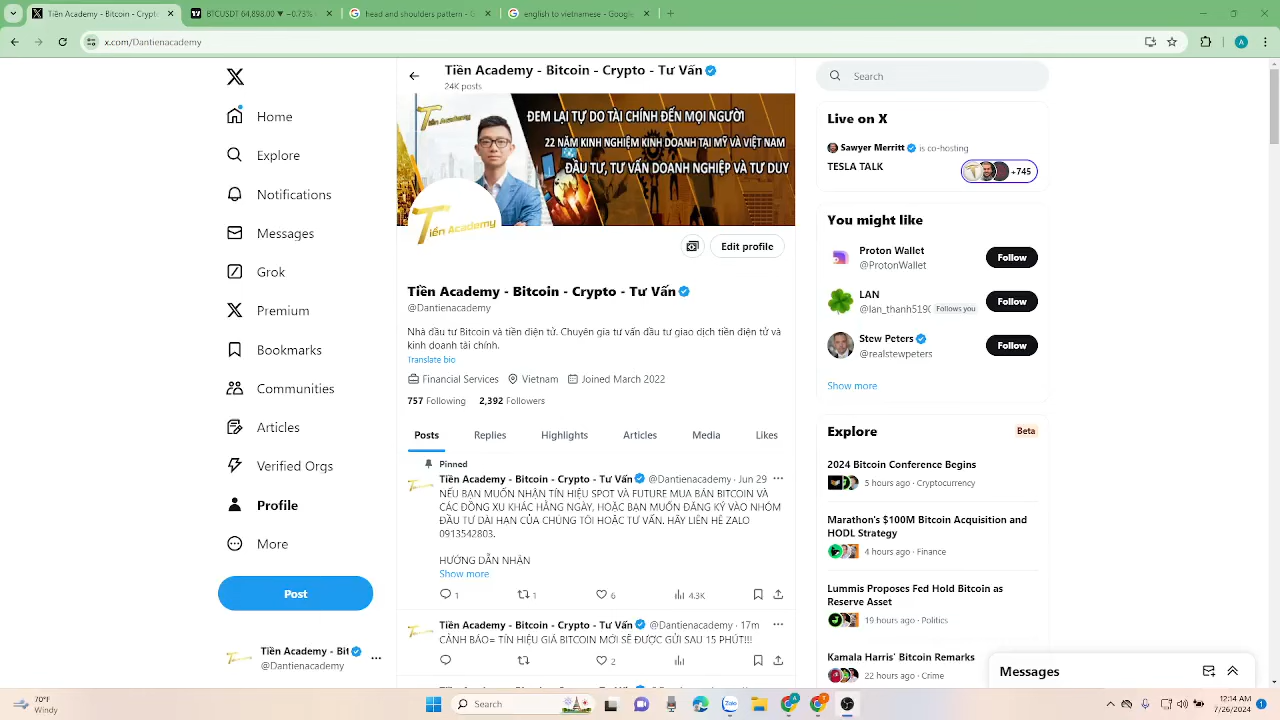 Tiền Academy - Bitcoin - Crypto -
BTCUSDT 64,898.00 ▼ −0.73%
head and shoulders pattern - G
english to vietnamese - Google
x.com/Dantienacademy
A
Home
Explore
Notifications
Messages
Grok
Premium
Bookmarks
Communities
Articles
Verified Orgs
Profile
More
Post
Tiền Academy - Bit
@Dantienacademy
Tiền Academy - Bitcoin - Crypto - Tư Vấn
24K posts
Tiền Academy
ĐEM LẠI TỰ DO TÀI CHÍNH ĐẾN MỌI NGƯỜI
22 NĂM KINH NGHIỆM KINH DOANH TẠI MỸ VÀ VIỆT NAM
ĐẦU TƯ, TƯ VẤN DOANH NGHIỆP VÀ TƯ DUY
Tiền Academy
Edit profile
Tiền Academy - Bitcoin - Crypto - Tư Vấn
@Dantienacademy
Nhà đầu tư Bitcoin và tiền điện tử. Chuyên gia tư vấn đầu tư giao dịch tiền điện tử và
kinh doanh tài chính.
Translate bio
Financial Services Vietnam Joined March 2022
757 Following 2,392 Followers
Posts Replies Highlights Articles Media Likes
Pinned
Tiền Academy - Bitcoin - Crypto - Tư Vấn @Dantienacademy · Jun 29
NẾU BẠN MUỐN NHẬN TÍN HIỆU SPOT VÀ FUTURE MUA BÁN BITCOIN VÀ
CÁC ĐỒNG XU KHÁC HẰNG NGÀY, HOẶC BẠN MUỐN ĐĂNG KÝ VÀO NHÓM
ĐẦU TƯ DÀI HẠN CỦA CHÚNG TÔI HOẶC TƯ VẤN. HÃY LIÊN HỆ ZALO
0913542803.
HƯỚNG DẪN NHẬN
Show more
1 1 6 4.3K
Tiền Academy - Bitcoin - Crypto - Tư Vấn @Dantienacademy · 17m
CẢNH BÁO= TÍN HIỆU GIÁ BITCOIN MỚI SẼ ĐƯỢC GỬI SAU 15 PHÚT!!!
2
Search
Live on X
Sawyer Merritt is co-hosting
TESLA TALK
+745
You might like
Proton Wallet
@ProtonWallet
Follow
LAN
@lan_thanh519( Follows you
Follow
Stew Peters
@realstewpeters
Follow
Show more
Explore
Beta
2024 Bitcoin Conference Begins
5 hours ago · Cryptocurrency
Marathon's $100M Bitcoin Acquisition and
HODL Strategy
4 hours ago · Finance
Lummis Proposes Fed Hold Bitcoin as
Reserve Asset
19 hours ago · Politics
Kamala Harris' Bitcoin Remarks
22 hours ago · Crime
Messages
70°F
Windy
Search
Zalo
12:34 AM
7/26/2024